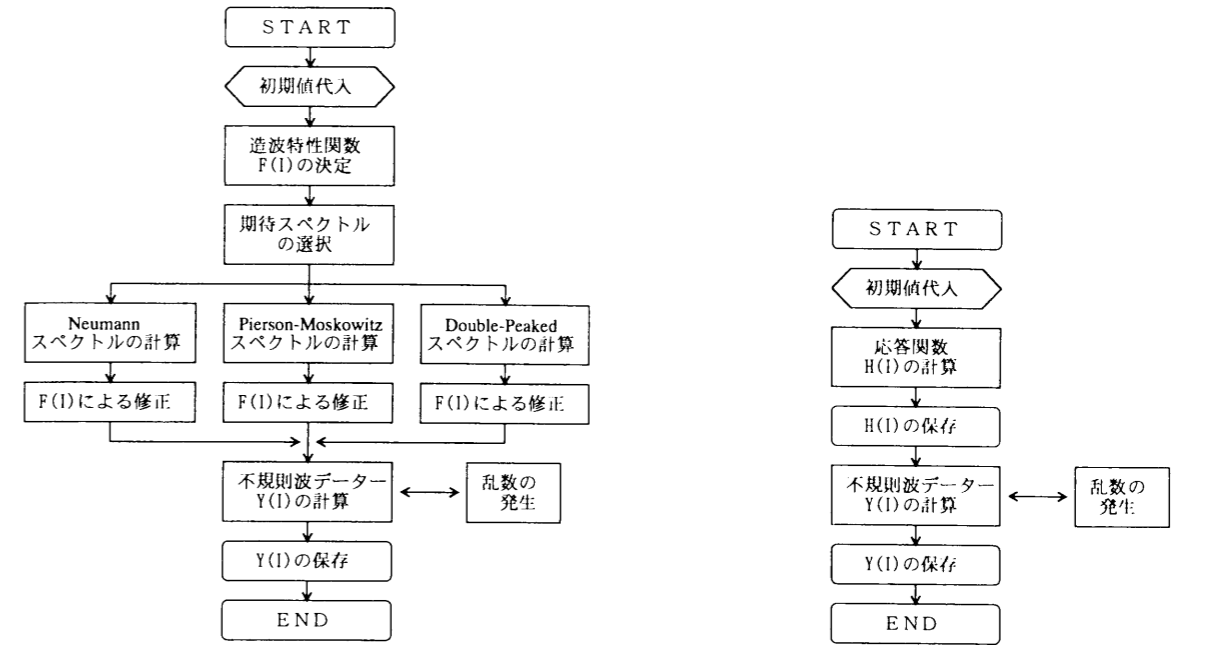 START
初期値代入
造波特性関数
F(I)の決定
期待スペクトル
の選択
Neumann
スペクトルの計算
Pierson-Moskowitz
スペクトルの計算
Double-Peaked
スペクトルの計算
F(I)による修正
F(I)による修正
F(I)による修正
不規則波データー
Y(I)の計算
乱数の
発生
Y(I)の保存
END
START
初期値代入
応答関数
H(I)の計算
H(I)の保存
不規則波データー
Y(I)の計算
乱数の
発生
Y(I)の保存
END